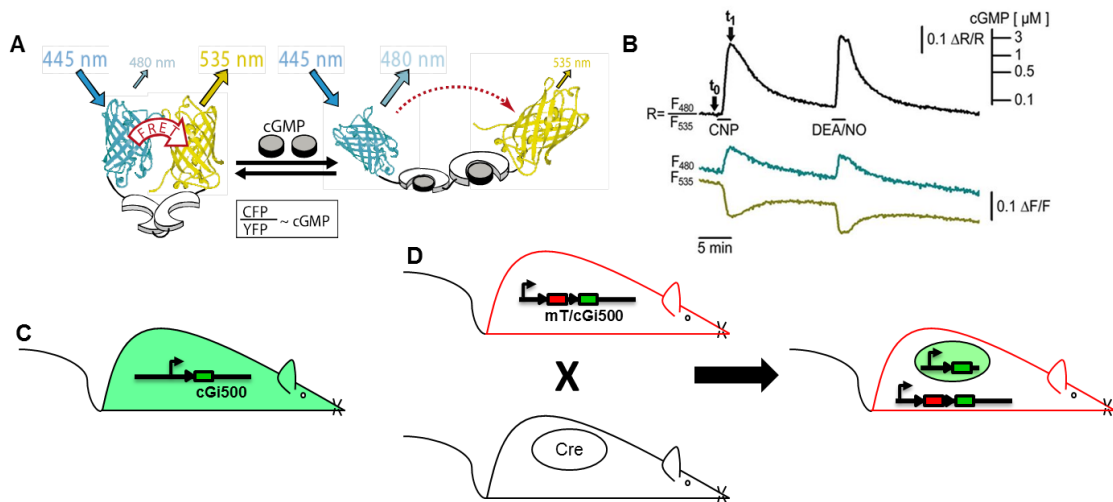 A
445 nm
480 nm
535 nm
445 nm
480 nm
535 nm
FRET
cGMP
CFP
YFP
~ cGMP
B
t1
t0
0.1 ΔR/R
cGMP [ µM]
3
1
0.5
0.1
R=
F480
F535
CNP
DEA/NO
F480
F535
0.1 ΔF/F
5 min
C
cGi500
D
mT/cGi500
X
Cre